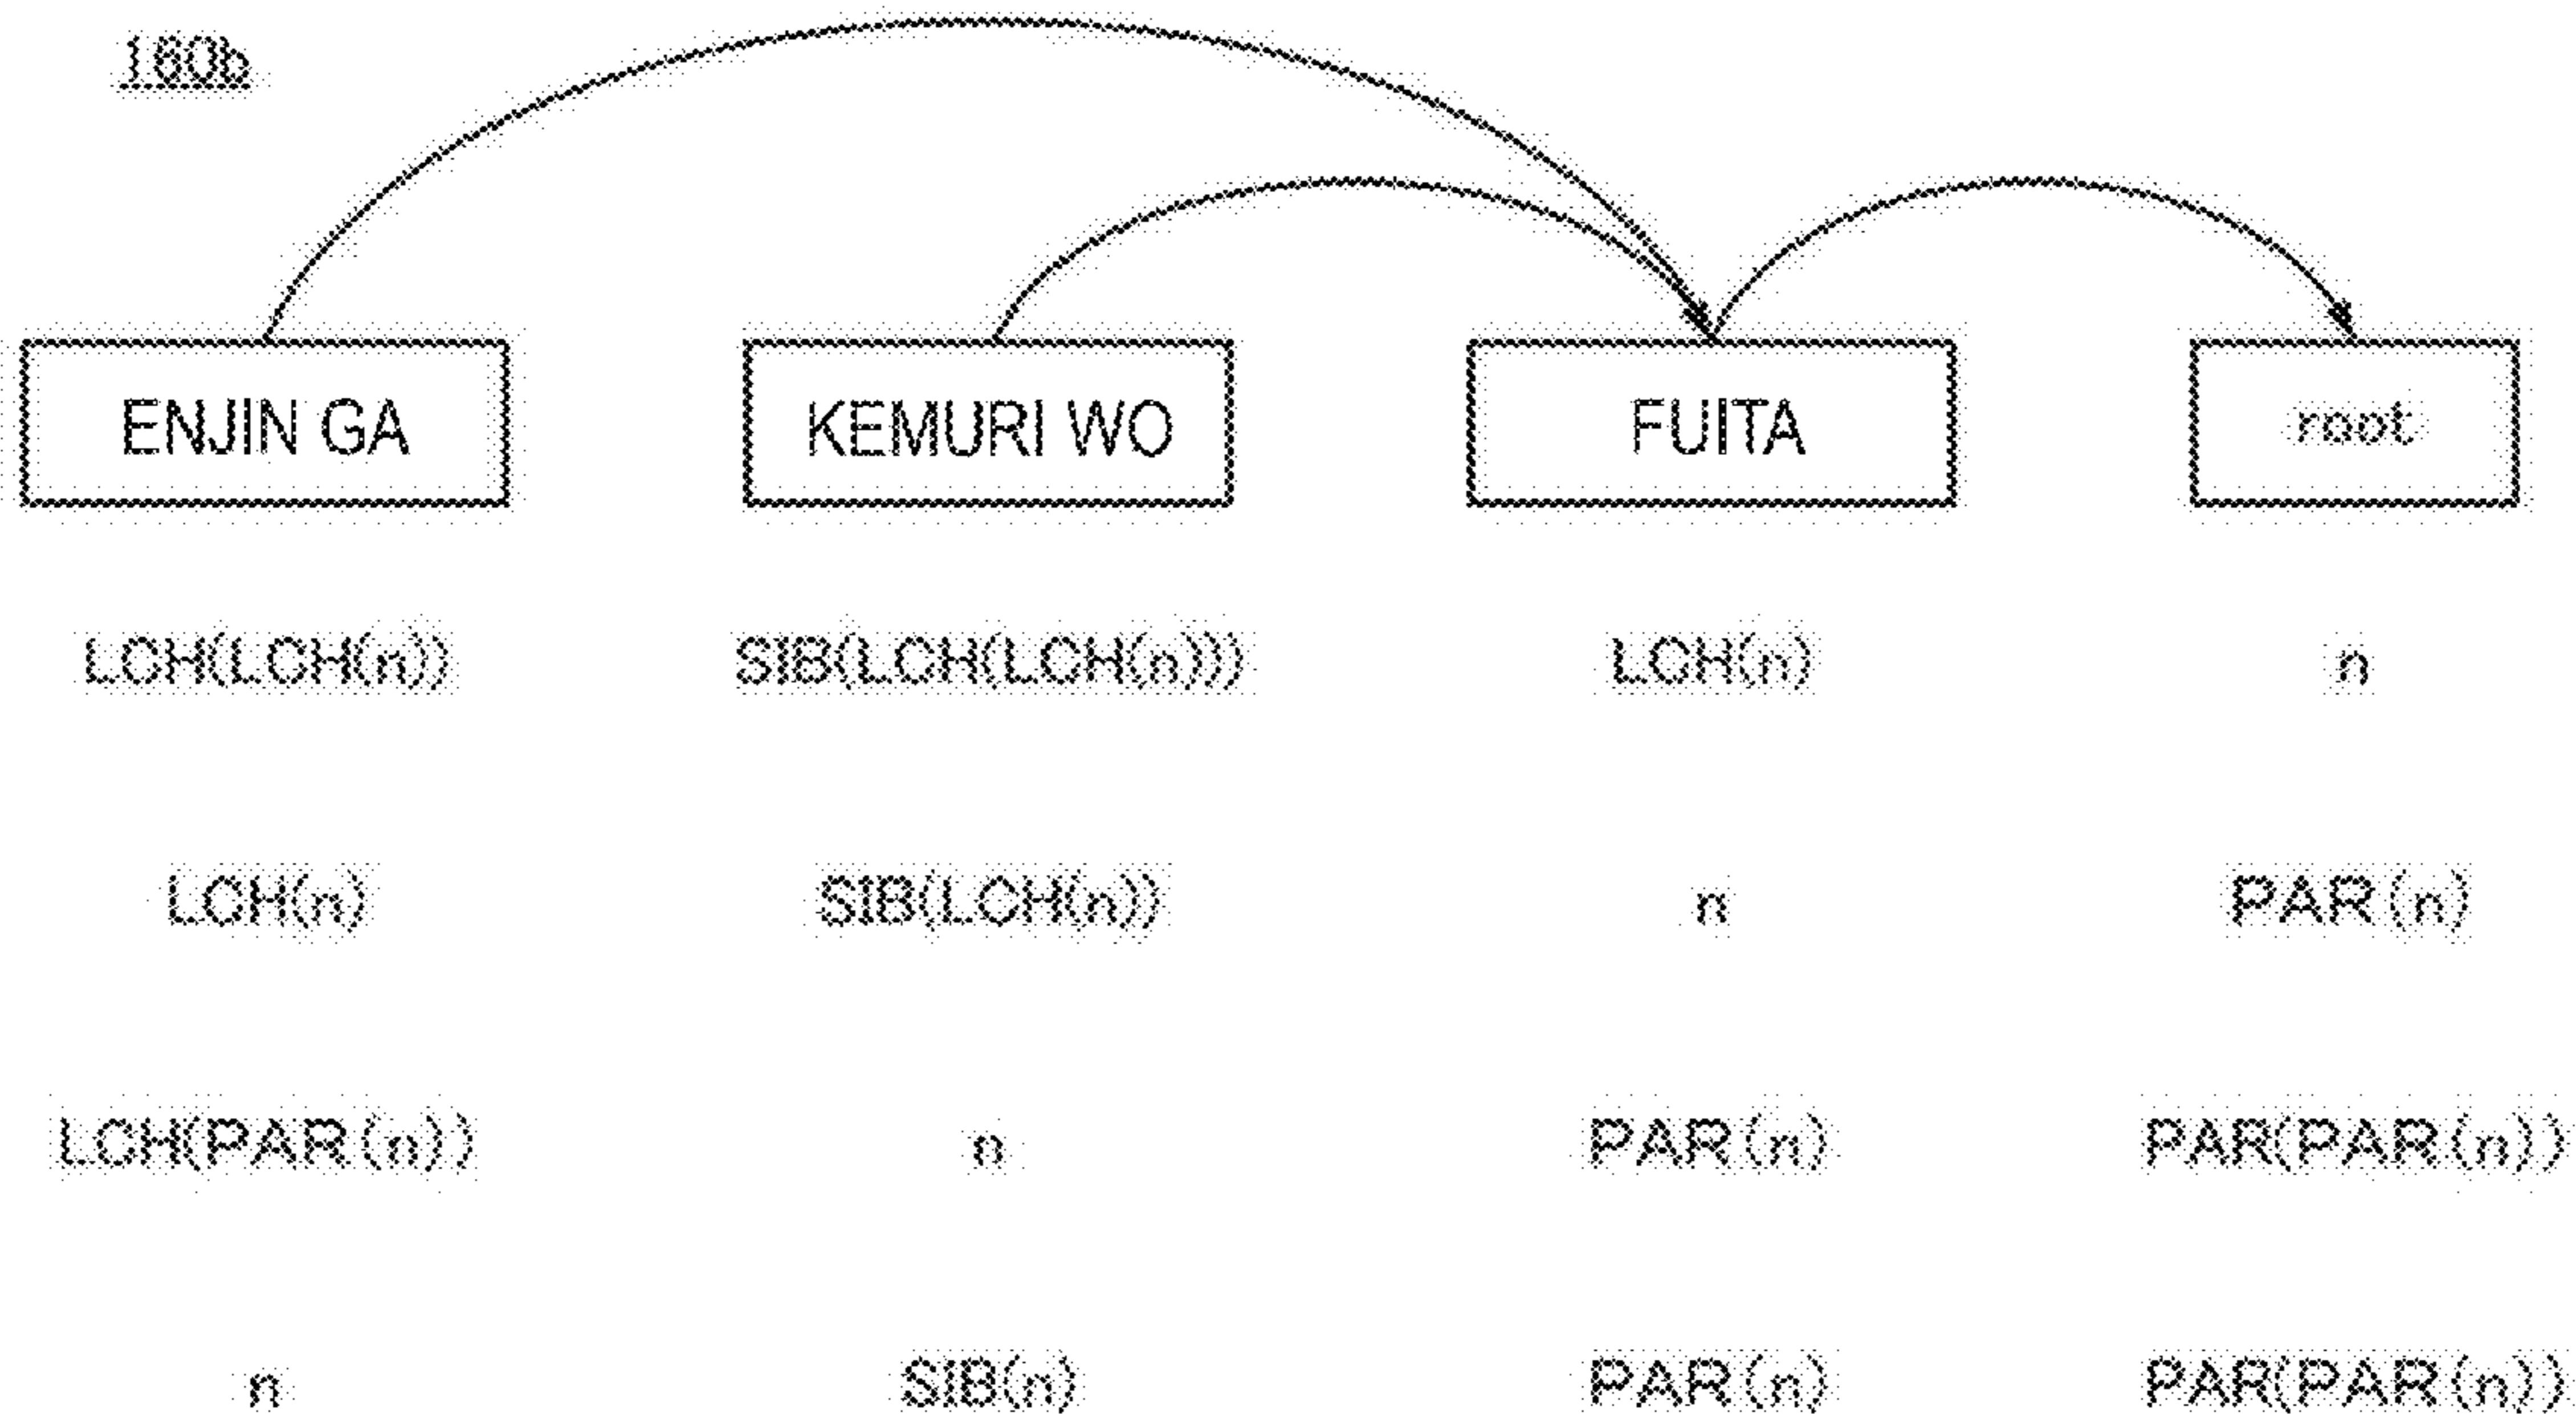 160b
ENJIN GA KEMURI WO FUITA root
LCH(LCH(n)) SIB(LCH(LCH(n))) LCH(n) n
LCH(n) SIB(LCH(n)) n PAR(n)
LCH(PAR(n)) n PAR(n) PAR(PAR(n))
n SIB(n) PAR(n) PAR(PAR(n))